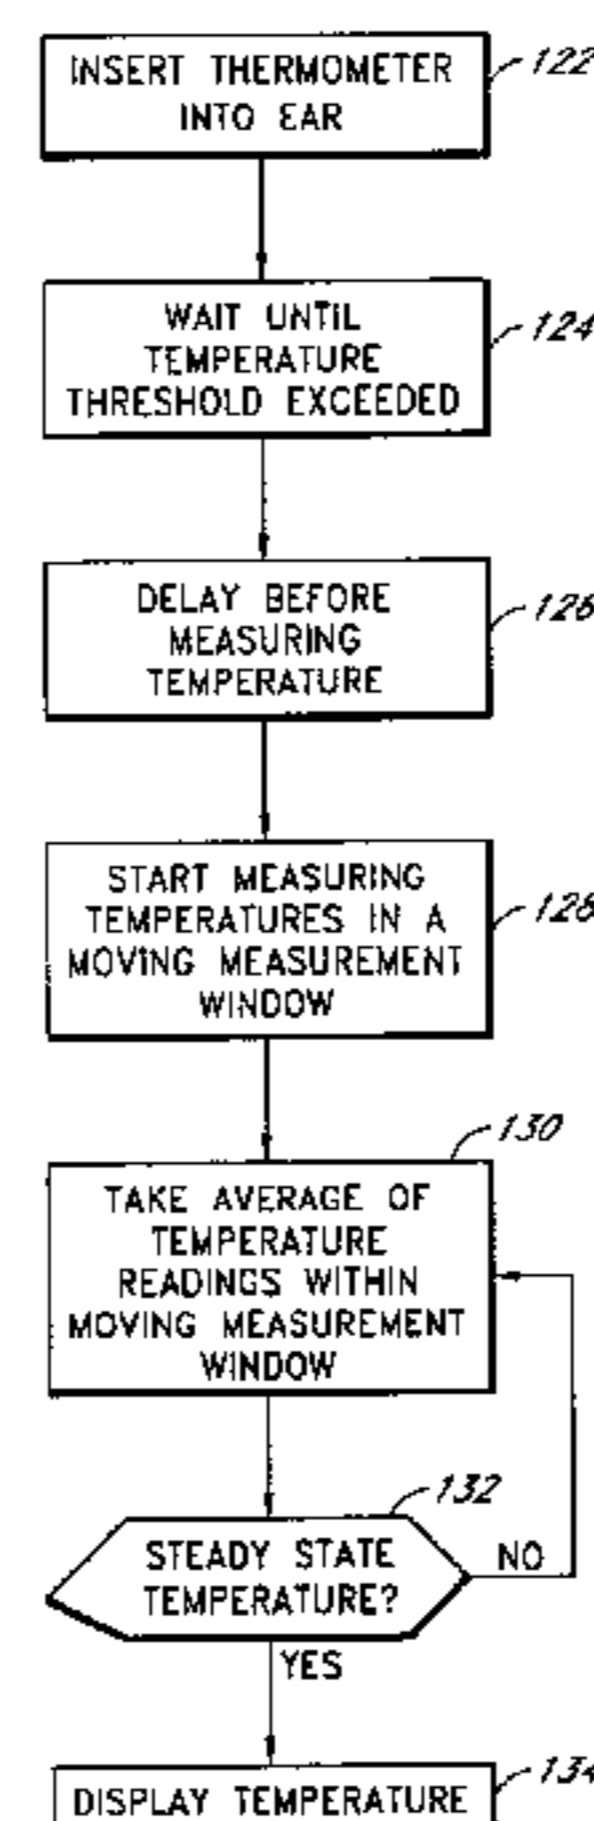 INSERT THERMOMETER
INTO EAR
122
WAIT UNTIL
TEMPERATURE
THRESHOLD EXCEEDED
124
DELAY BEFORE
MEASURING
TEMPERATURE
126
START MEASURING
TEMPERATURES IN A
MOVING MEASUREMENT
WINDOW
128
130
TAKE AVERAGE OF
TEMPERATURE
READINGS WITHIN
MOVING MEASUREMENT
WINDOW
132
STEADY STATE
TEMPERATURE?
NO
YES
134
DISPLAY TEMPERATURE